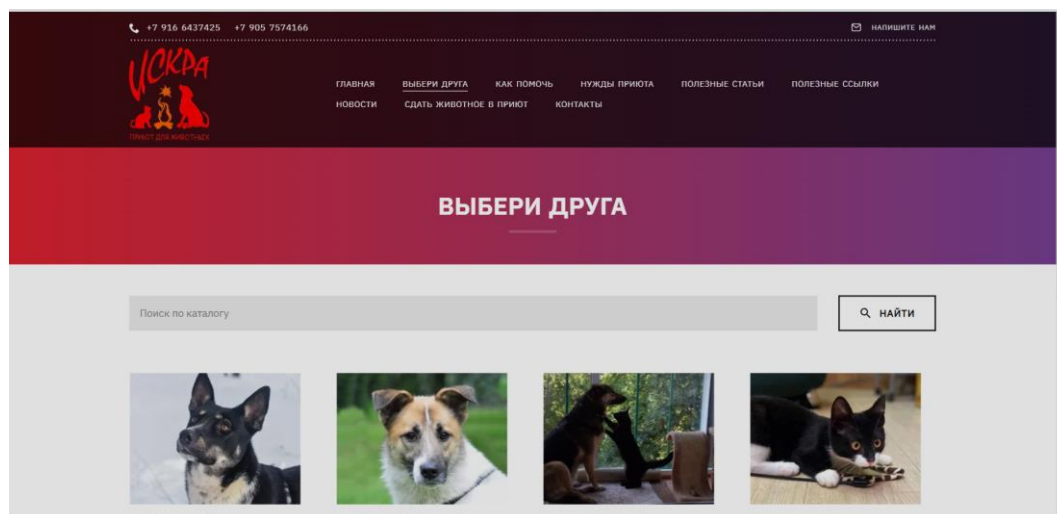 +7 916 6437425 +7 905 7574166
НАПИШИТЕ НАМ
ИСКРА
ПРИЮТ ДЛЯ ЖИВОТНЫХ
ГЛАВНАЯ ВЫБЕРИ ДРУГА КАК ПОМОЧЬ НУЖДЫ ПРИЮТА ПОЛЕЗНЫЕ СТАТЬИ ПОЛЕЗНЫЕ ССЫЛКИ
НОВОСТИ СДАТЬ ЖИВОТНОЕ В ПРИЮТ КОНТАКТЫ
ВЫБЕРИ ДРУГА
Поиск по каталогу
НАЙТИ